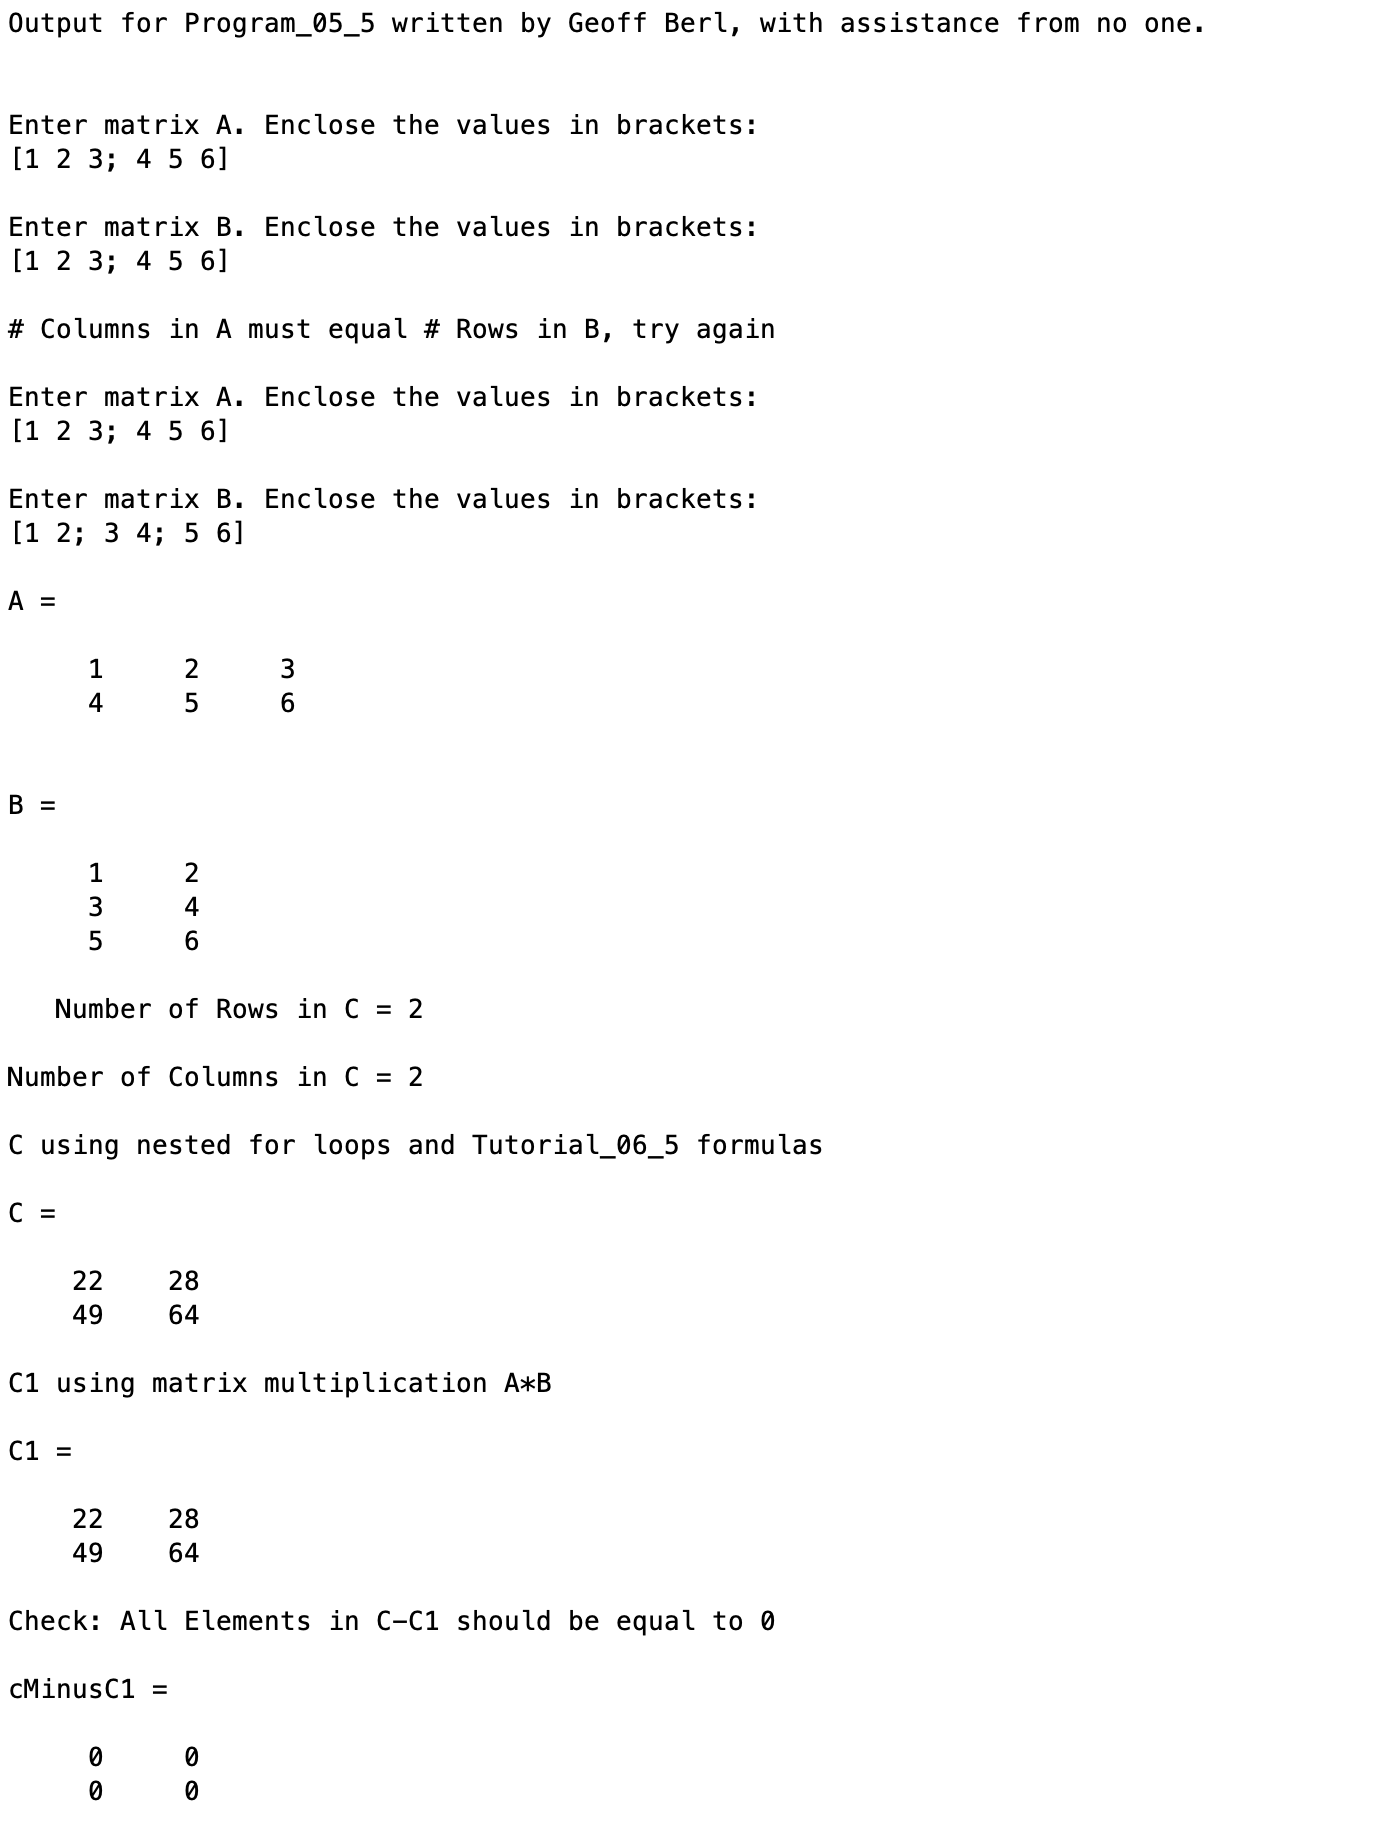 Output for Program_05_5 written by Geoff Berl, with assistance from no one.
Enter matrix A. Enclose the values in brackets:
[1 2 3; 4 5 6]
Enter matrix B. Enclose the values in brackets:
[1 2 3; 4 5 6]
# Columns in A must equal # Rows in B, try again
Enter matrix A. Enclose the values in brackets:
[1 2 3; 4 5 6]
Enter matrix B. Enclose the values in brackets:
[1 2; 3 4; 5 6]
A =
1 2 3
4 5 6
B =
1 2
3 4
5 6
Number of Rows in C = 2
Number of Columns in C = 2
C using nested for loops and Tutorial_06_5 formulas
C =
22 28
49 64
C1 using matrix multiplication A*B
C1 =
22 28
49 64
Check: All Elements in C-C1 should be equal to 0
cMinusC1 =
0 0
0 0